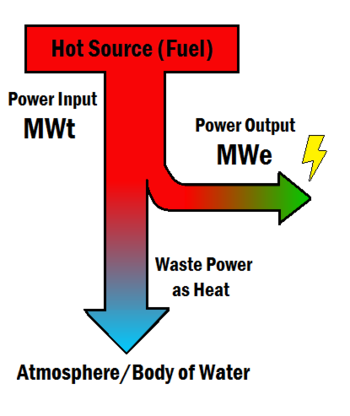 Hot Source (Fuel)
Power Input
MWt
Power Output
MWe
Waste Power
as Heat
Atmosphere/Body of Water